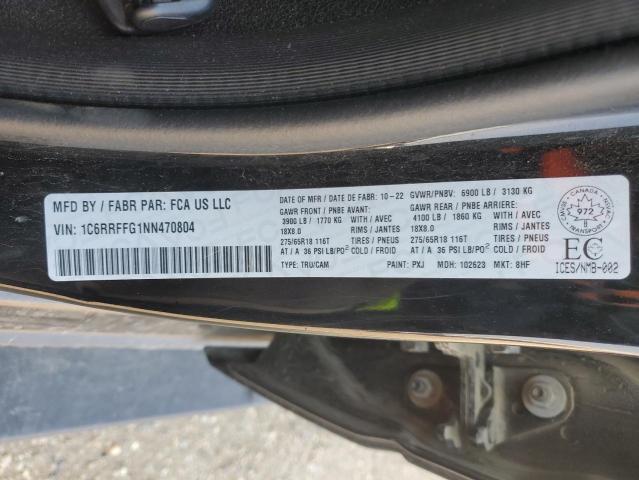 MFD BY / FABR PAR: FCA US LLC
VIN: 1C6RRFFG1NN470804
DATE OF MFR / DATE DE FABR: 10-22 GVWR/PNBV: 6900 LB / 3130 KG
GAWR FRONT / PNBE AVANT: GAWR REAR / PNBE ARRIERE:
3900 LB / 1770 KG WITH / AVEC 4100 LB / 1860 KG WITH / AVEC
18X8.0 RIMS / JANTES 18X8.0 RIMS / JANTES
275/65R18 116T TIRES / PNEUS 275/65R18 116T TIRES / PNEUS
AT / A 36 PSI LB/PO² COLD/FROID AT / A 36 PSI LB/PO² COLD/FROID
TYPE: TRU/CAM PAINT: PXJ MDH: 102623 MKT: 8HF
972
TRANSPORT
EC
ICES/NMB-002